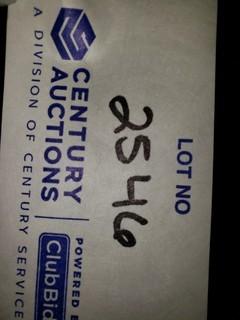 LOT NO
2546
CENTURY
AUCTIONS
A DIVISION OF CENTURY SERVICE
POWERED B
ClubBid